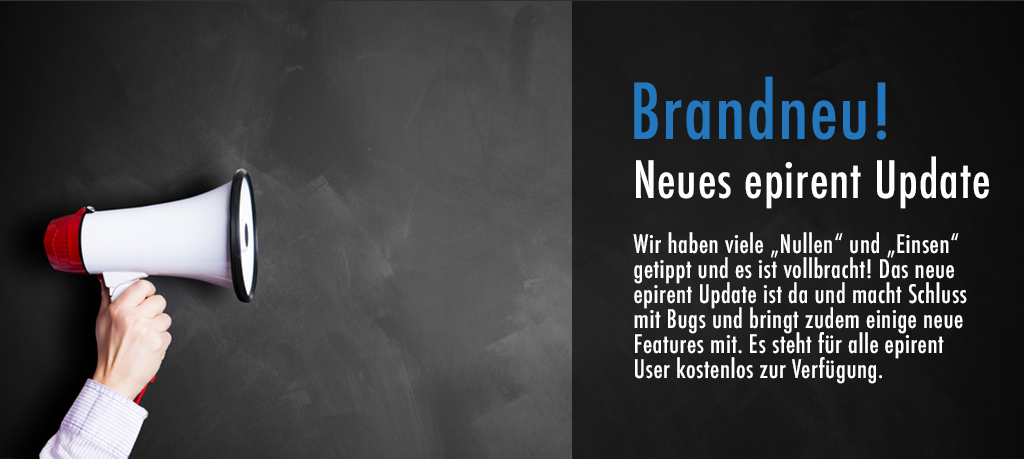 Brandneu!
Neues epirent Update
Wir haben viele „Nullen“ und „Einsen“
getippt und es ist vollbracht! Das neue
epirent Update ist da und macht Schluss
mit Bugs und bringt zudem einige neue
Features mit. Es steht für alle epirent
User kostenlos zur Verfügung.